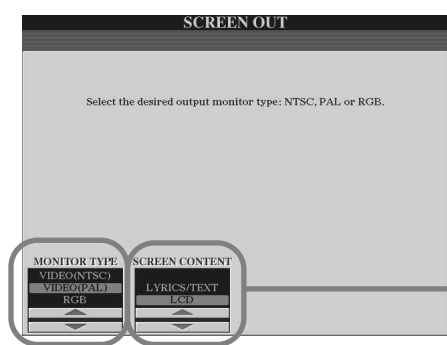 SCREEN OUT
Select the desired output monitor type: NTSC, PAL or RGB.
MONITOR TYPE
VIDEO(NTSC)
VIDEO(PAL)
RGB
SCREEN CONTENT
LYRICS/TEXT
LCD